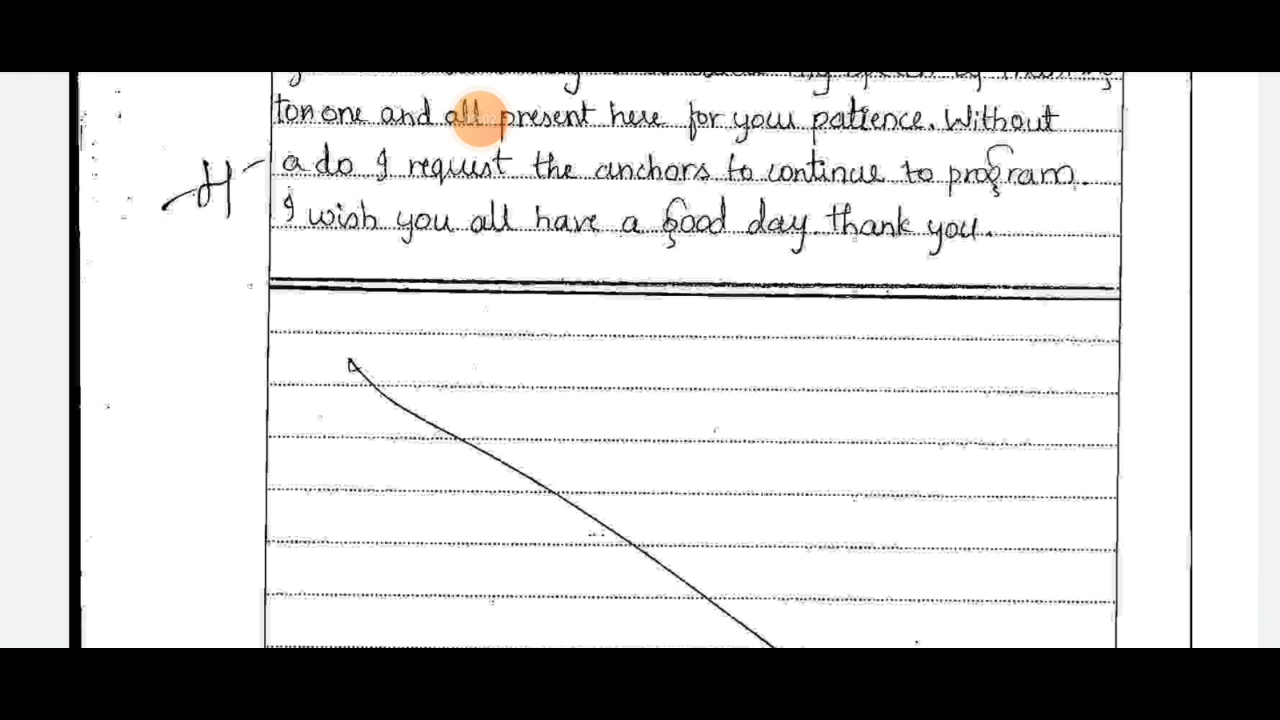 ton one and all present here for your patience. Without
a do I request the anchors to continue to program.
I wish you all have a Good day. thank you.